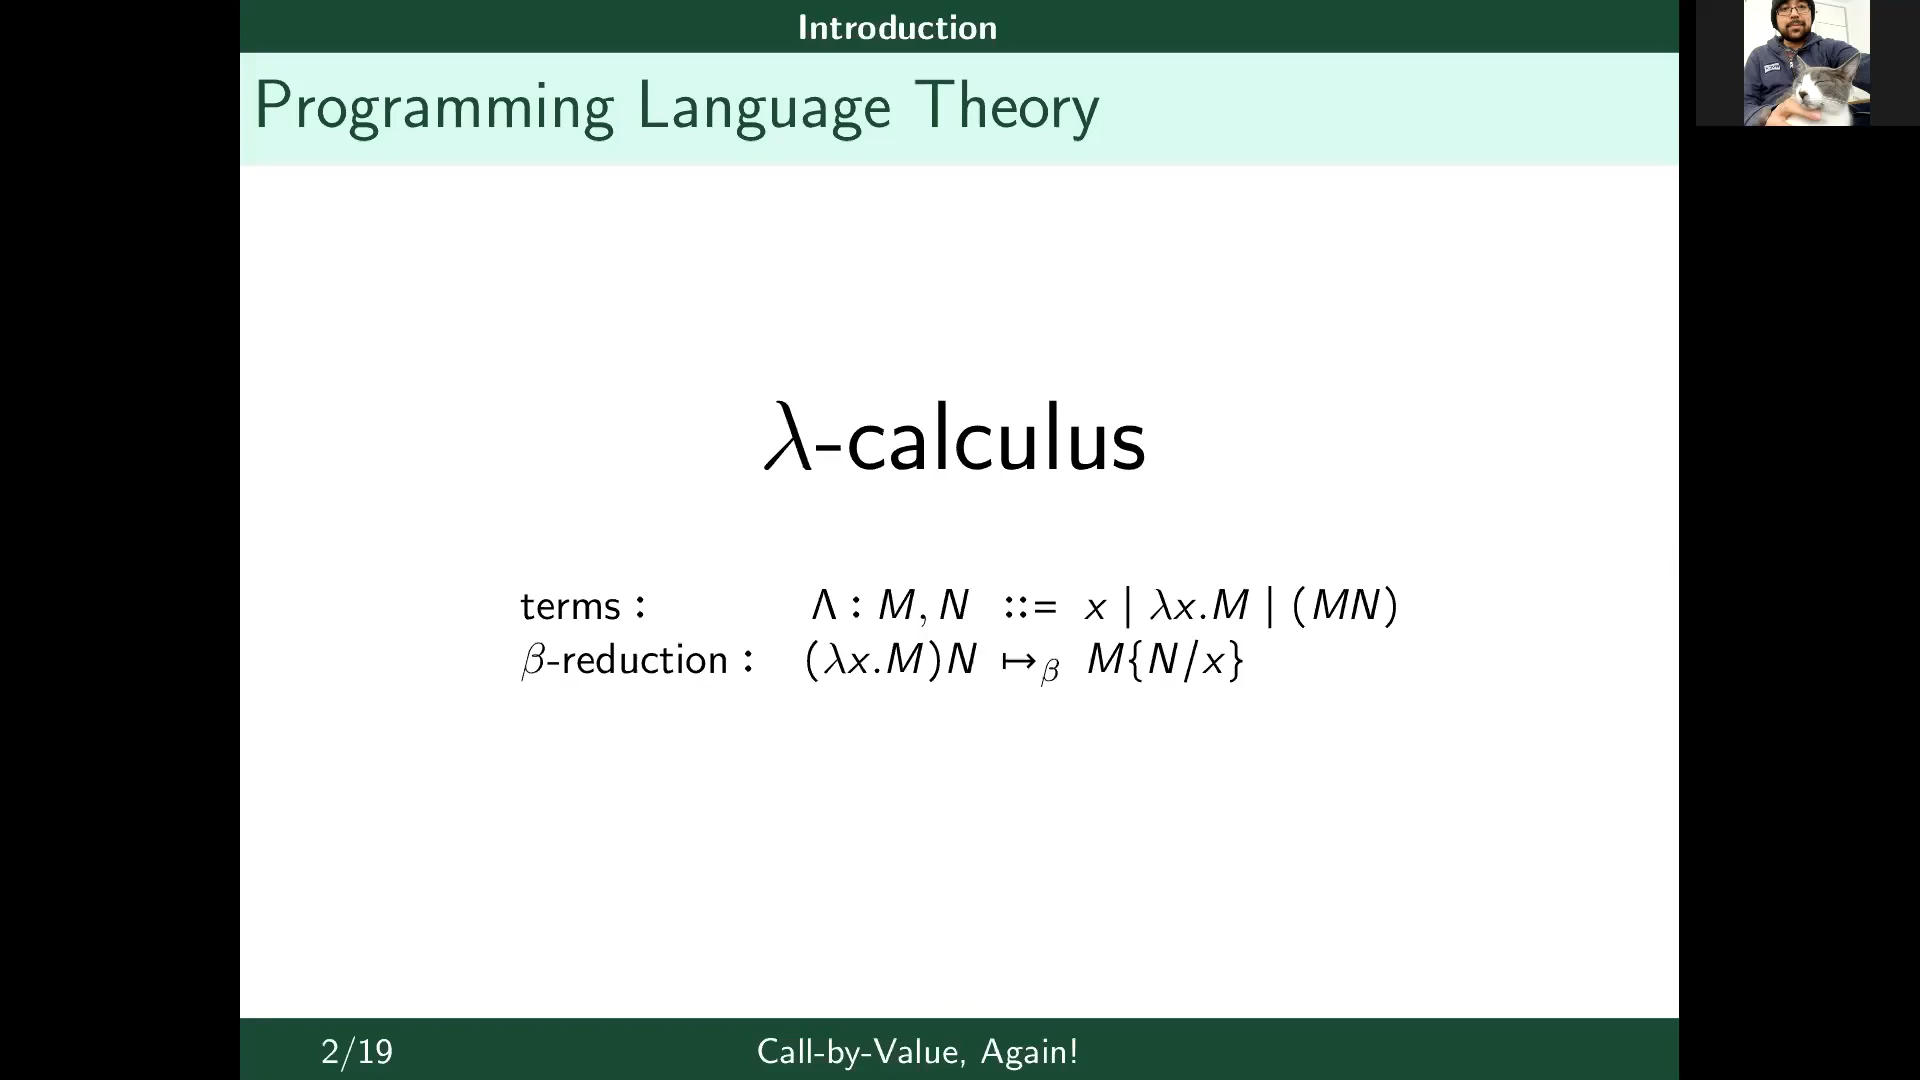 Introduction
Programming Language Theory
λ-calculus
terms : Λ : M, N ::= x | λx.M | (MN)
β-reduction : (λx.M)N ↦β M{N/x}
2/19 Call-by-Value, Again!